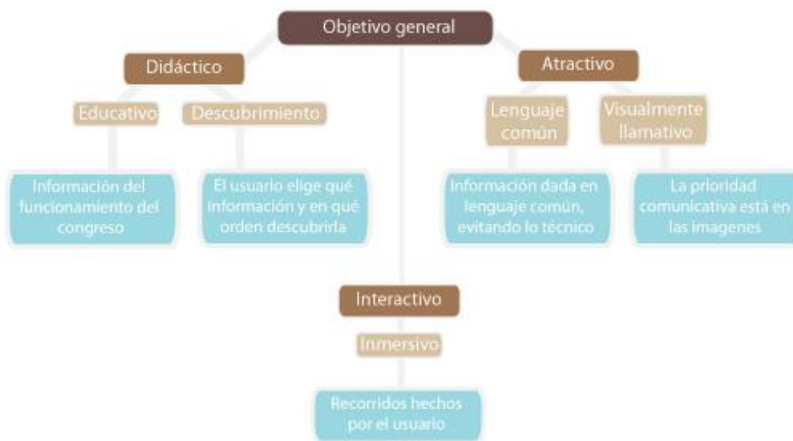 Objetivo general
Didáctico
Atractivo
Educativo
Descubrimiento
Lenguaje
común
Visualmente
llamativo
Información del
funcionamiento del
congreso
El usuario elige qué
información y en qué
orden descubrirla
Información dada en
lenguaje común,
evitando lo técnico
La prioridad
comunicativa está en
las imagenes
Interactivo
Inmersivo
Recorridos hechos
por el usuario